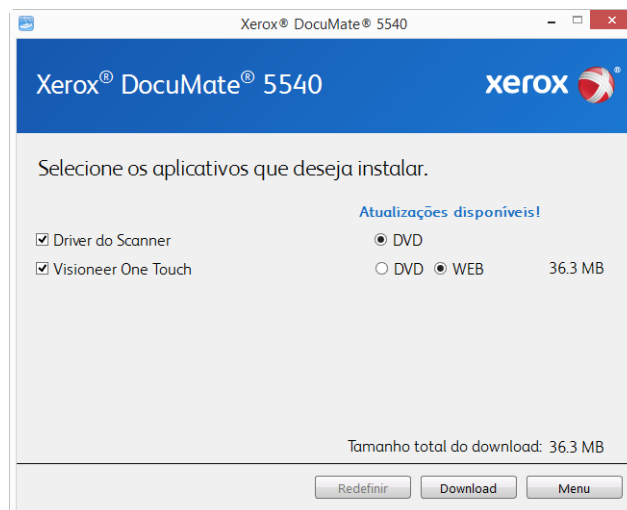 Xerox® DocuMate® 5540
Xerox® DocuMate® 5540
xerox ®
Selecione os aplicativos que deseja instalar.
Atualizações disponíveis!
Driver do Scanner DVD
Visioneer One Touch DVD WEB 36.3 MB
Tamanho total do download: 36.3 MB
Redefinir Download Menu